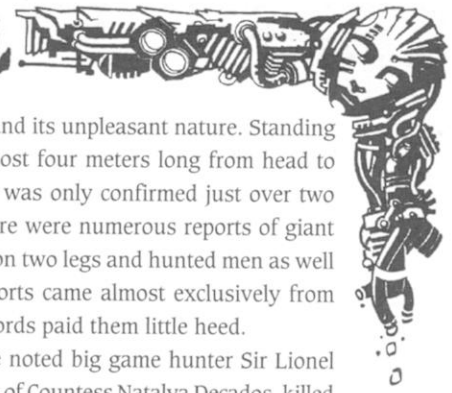 nd its unpleasant nature. Standing
ost four meters long from head to
was only confirmed just over two
re were numerous reports of giant
on two legs and hunted men as well
orts came almost exclusively from
ords paid them little heed.
e noted big game hunter Sir Lionel
of Countess Natalya Decados, killed